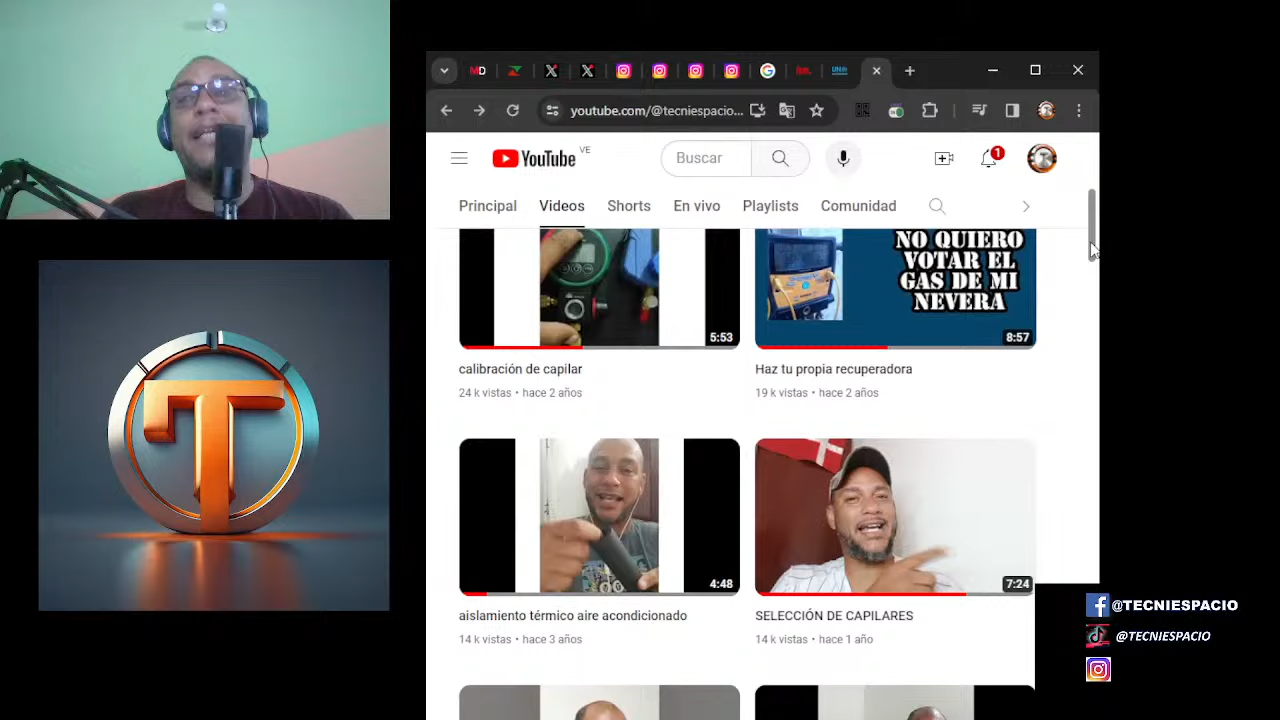 youtube.com/@tecniespacio...
YouTube VE
Buscar
1
Principal
Videos
Shorts
En vivo
Playlists
Comunidad
5:53
NO QUIERO
VOTAR EL
GAS DE MI
NEVERA
8:57
calibración de capilar
24 k vistas • hace 2 años
Haz tu propia recuperadora
19 k vistas • hace 2 años
4:48
7:24
aislamiento térmico aire acondicionado
14 k vistas • hace 3 años
SELECCIÓN DE CAPILARES
14 k vistas • hace 1 año
T
@TECNIESPACIO
@TECNIESPACIO